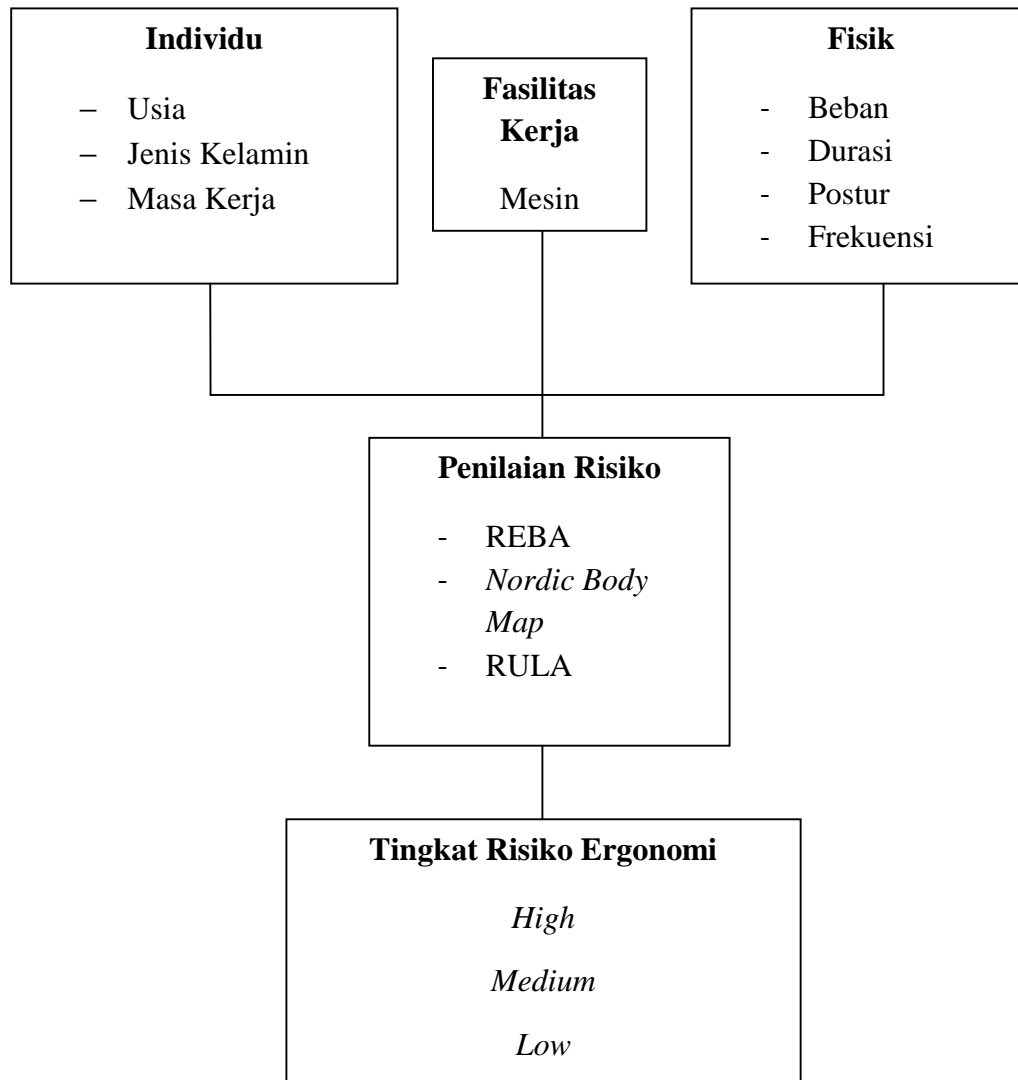 Individu
– Usia
– Jenis Kelamin
– Masa Kerja
Fasilitas
Kerja
Mesin
Fisik
- Beban
- Durasi
- Postur
- Frekuensi
Penilaian Risiko
- REBA
- Nordic Body
Map
- RULA
Tingkat Risiko Ergonomi
High
Medium
Low